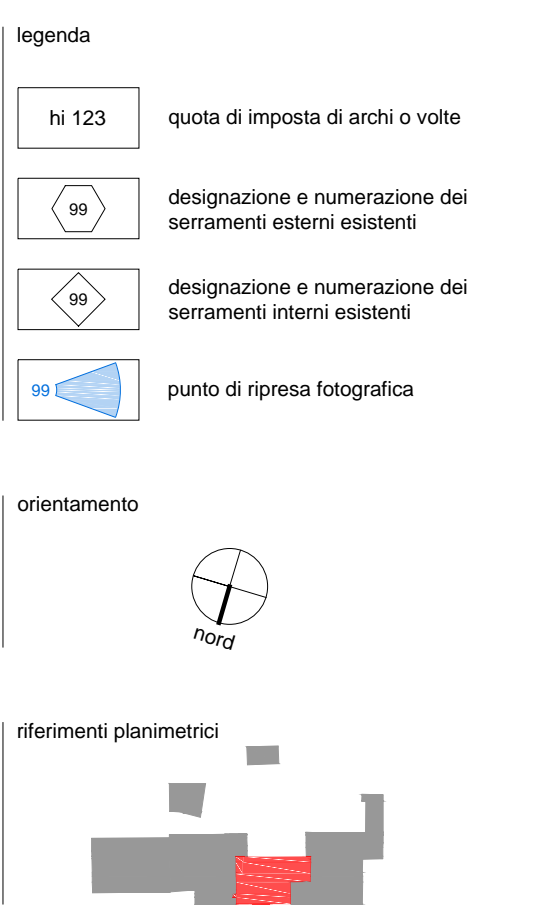 legenda
hi 123
quota di imposta di archi o volte
99
designazione e numerazione dei
serramenti esterni esistenti
99
designazione e numerazione dei
serramenti interni esistenti
99
punto di ripresa fotografica
orientamento
nord
riferimenti planimetrici